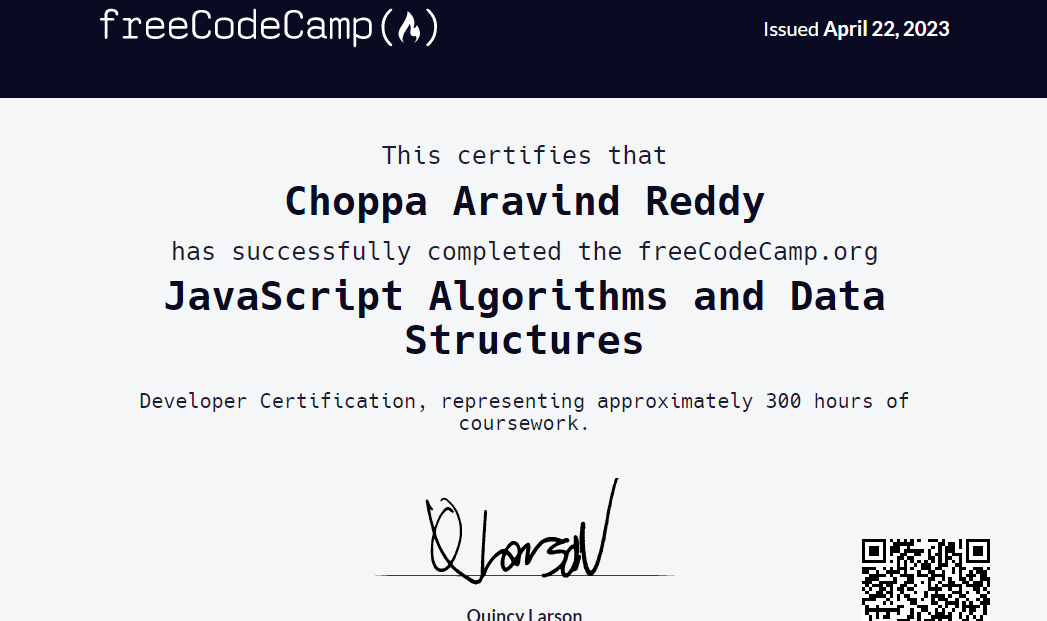 freeCodeCamp(🔥)
Issued April 22, 2023
This certifies that
Choppa Aravind Reddy
has successfully completed the freeCodeCamp.org
JavaScript Algorithms and Data
Structures
Developer Certification, representing approximately 300 hours of
coursework.
Q Larson
Quincy Larson